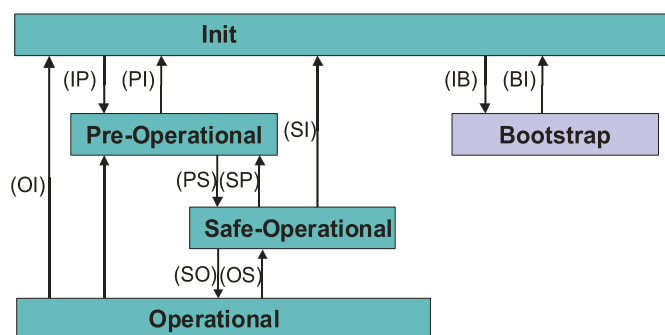 Init
(IP) (PI) (IB) (BI)
Pre-Operational (SI) Bootstrap
(OI) (PS) (SP)
Safe-Operational
(SO) (OS)
Operational